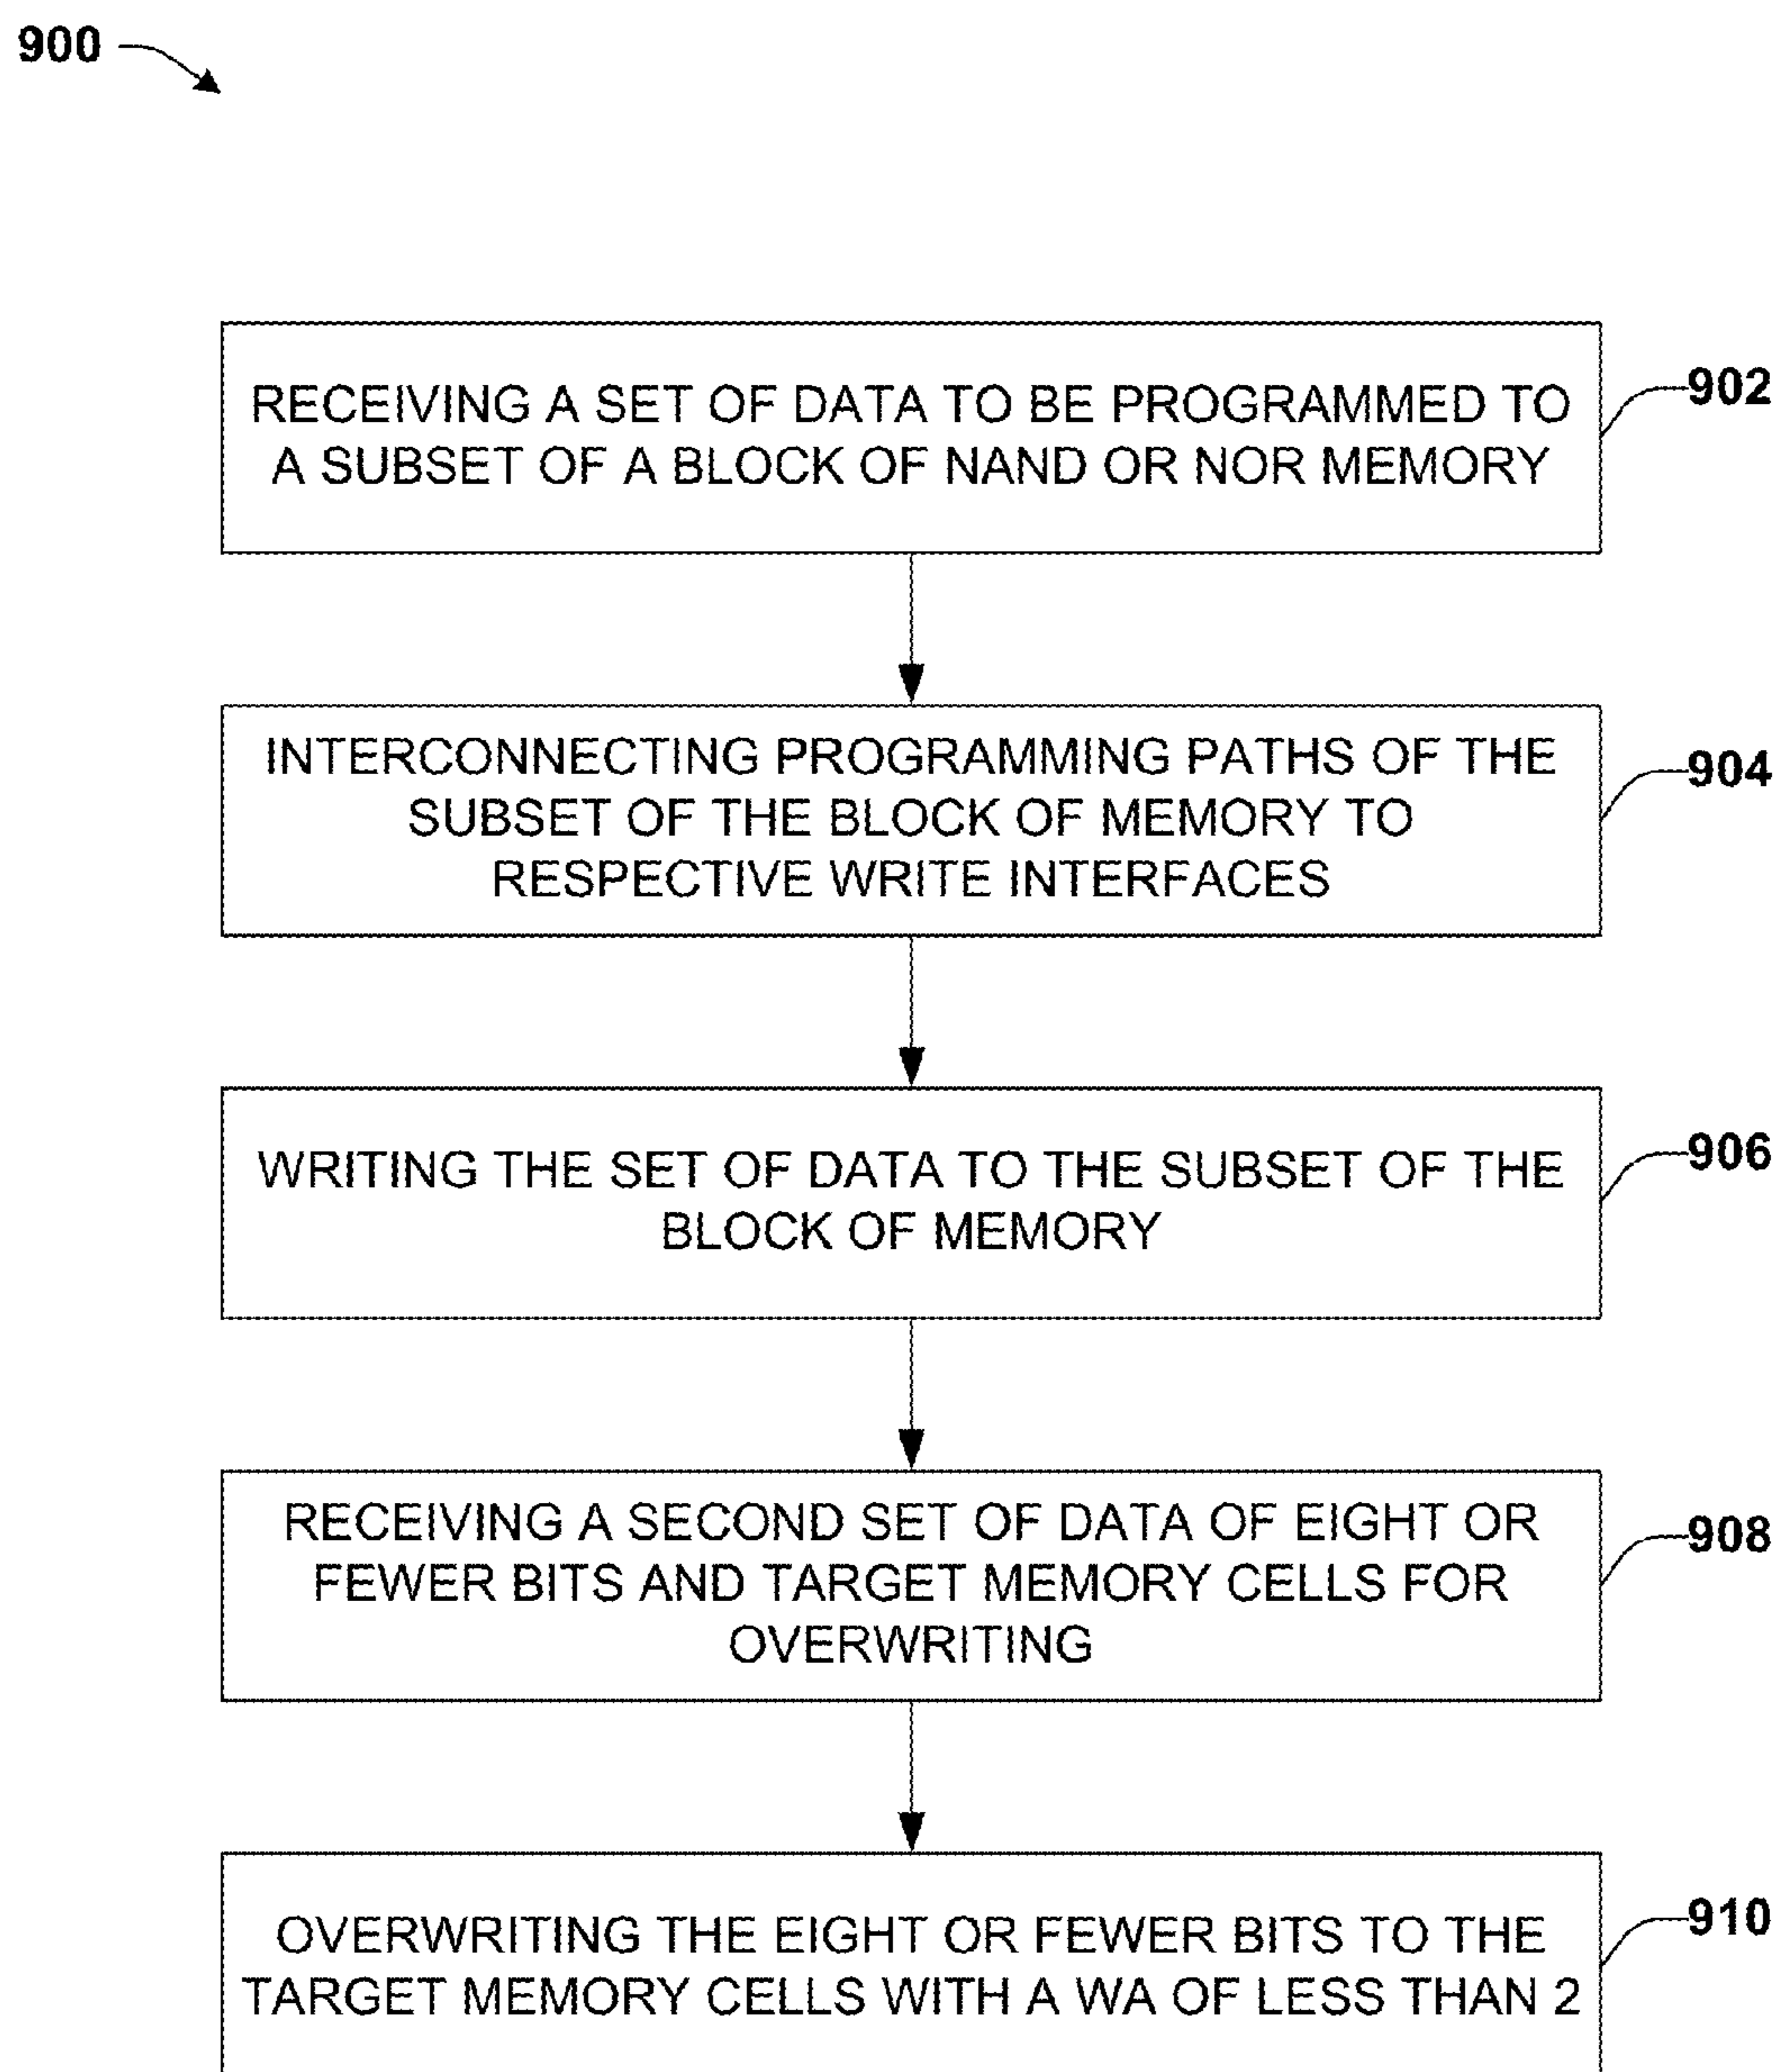 900
RECEIVING A SET OF DATA TO BE PROGRAMMED TO
A SUBSET OF A BLOCK OF NAND OR NOR MEMORY
902
INTERCONNECTING PROGRAMMING PATHS OF THE
SUBSET OF THE BLOCK OF MEMORY TO
RESPECTIVE WRITE INTERFACES
904
WRITING THE SET OF DATA TO THE SUBSET OF THE
BLOCK OF MEMORY
906
RECEIVING A SECOND SET OF DATA OF EIGHT OR
FEWER BITS AND TARGET MEMORY CELLS FOR
OVERWRITING
908
OVERWRITING THE EIGHT OR FEWER BITS TO THE
TARGET MEMORY CELLS WITH A WA OF LESS THAN 2
910